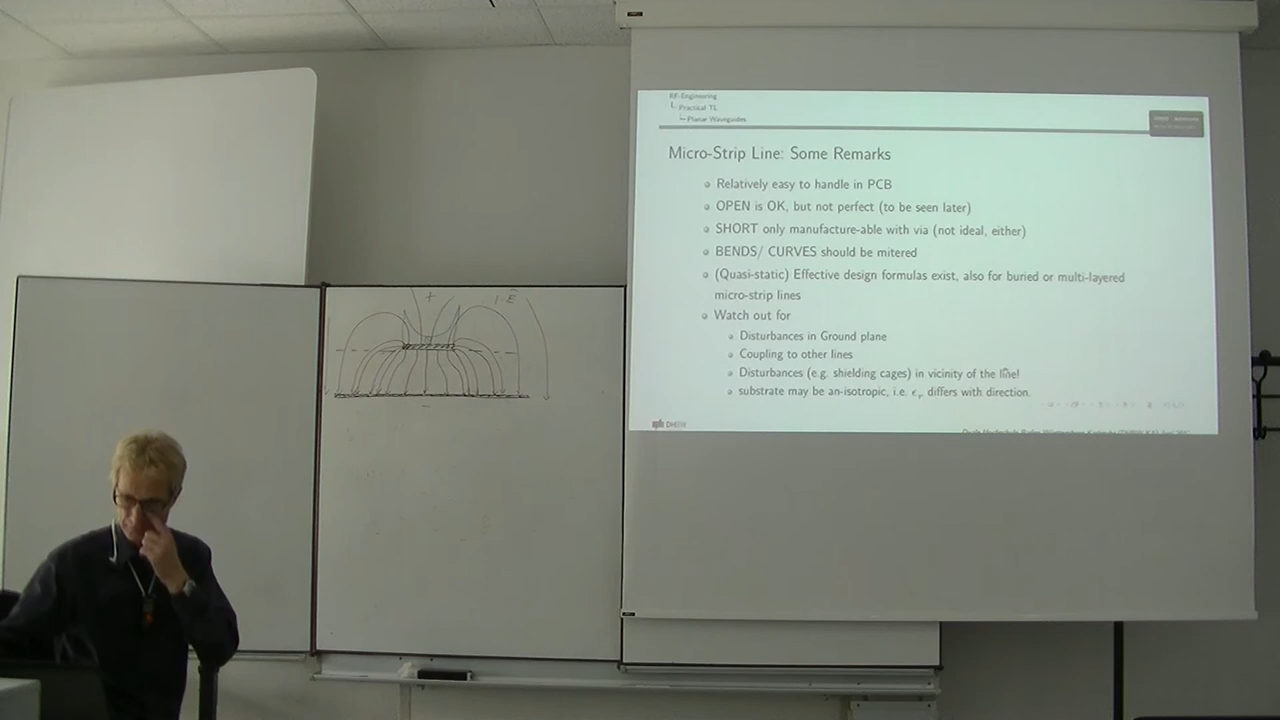 +
| E
-
RF-Engineering
Practical TL
Planar Waveguides
Micro-Strip Line: Some Remarks
Relatively easy to handle in PCB
OPEN is OK, but not perfect (to be seen later)
SHORT only manufacture-able with via (not ideal, either)
BENDS/ CURVES should be mitered
(Quasi-static) Effective design formulas exist, also for buried or multi-layered
micro-strip lines
Watch out for
Disturbances in Ground plane
Coupling to other lines
Disturbances (e.g. shielding cages) in vicinity of the line!
substrate may be an-isotropic, i.e. ϵr differs with direction.
DHBW